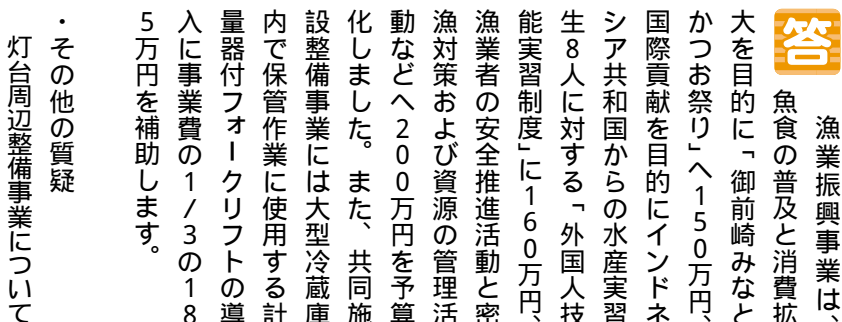 答 漁業振興事業は、
魚食の普及と消費拡
大を目的に「御前崎みなと
かつお祭り」へ150万円、
国際貢献を目的にインドネ
シア共和国からの水産実習
生8人に対する「外国人技
能実習制度」に160万円、
漁業者の安全推進活動と密
漁対策および資源の管理活
動などへ200万円を予算
化しました。また、共同施
設整備事業には大型冷蔵庫
内で保管作業に使用する計
量器付フォークリフトの導
入に事業費の1/3の18
5万円を補助します。
・その他の質疑
灯台周辺整備事業について